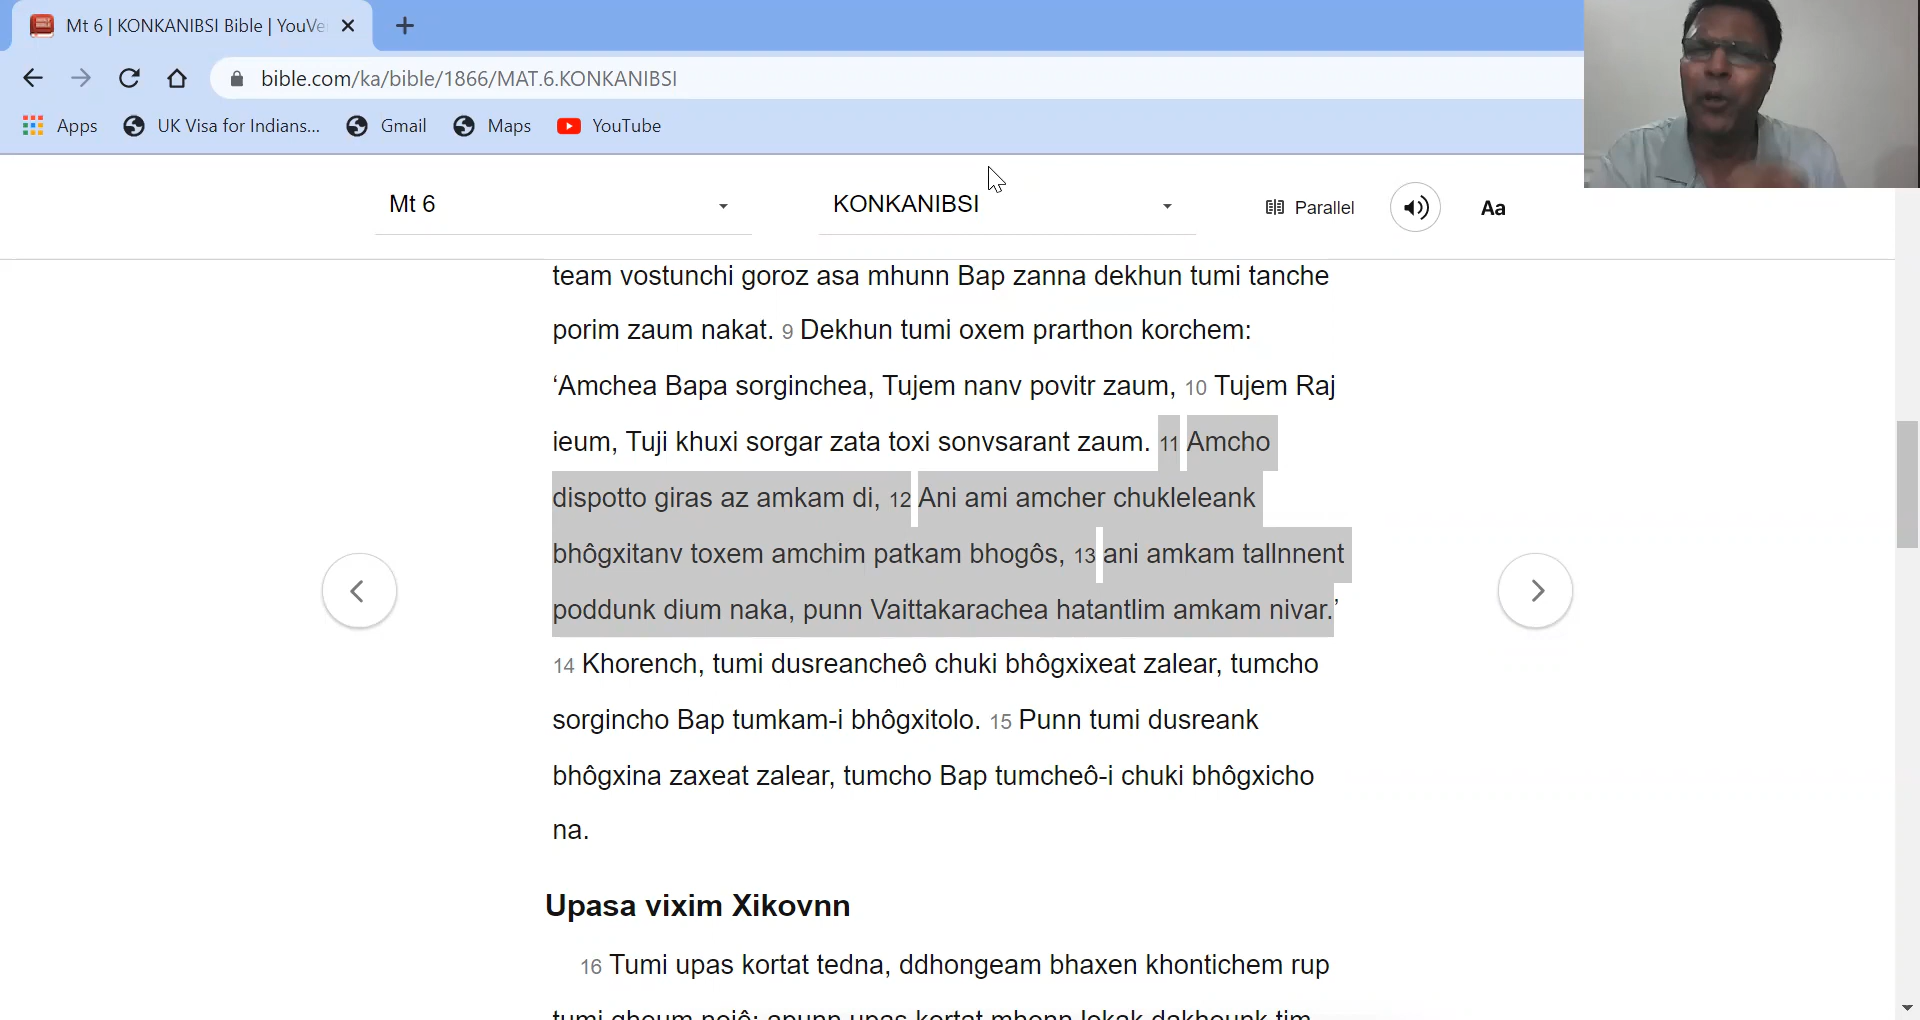 Mt 6 | KONKANIBSI Bible | YouVe
bible.com/ka/bible/1866/MAT.6.KONKANIBSI
Apps UK Visa for Indians... Gmail Maps YouTube
Mt 6 KONKANIBSI Parallel Aa
team vostunchi goroz asa mhunn Bap zanna dekhun tumi tanche
porim zaum nakat. 9 Dekhun tumi oxem prarthon korchem:
‘Amchea Bapa sorginchea, Tujem nanv povitr zaum, 10 Tujem Raj
ieum, Tuji khuxi sorgar zata toxi sonvsarant zaum. 11 Amcho
dispotto giras az amkam di, 12 Ani ami amcher chukleleank
bhôgxitanv toxem amchim patkam bhogôs, 13 ani amkam tallnnent
poddunk dium naka, punn Vaittakarachea hatantlim amkam nivar.’
14 Khorench, tumi dusreancheô chuki bhôgxixeat zalear, tumcho
sorgincho Bap tumkam-i bhôgxitolo. 15 Punn tumi dusreank
bhôgxina zaxeat zalear, tumcho Bap tumcheô-i chuki bhôgxicho
na.
Upasa vixim Xikovnn
16 Tumi upas kortat tedna, ddhongeam bhaxen khontichem rup